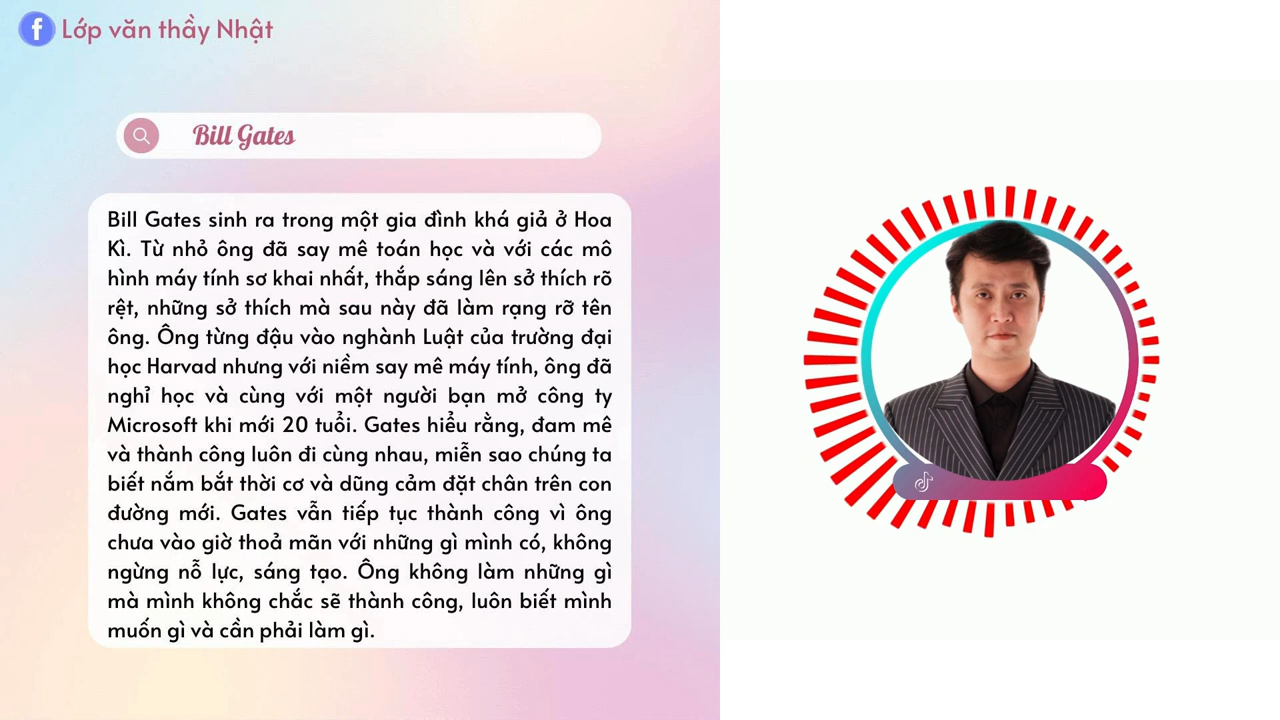 Lớp văn thầy Nhật
Bill Gates
Bill Gates sinh ra trong một gia đình khá giả ở Hoa
Kì. Từ nhỏ ông đã say mê toán học và với các mô
hình máy tính sơ khai nhất, thắp sáng lên sở thích rõ
rệt, những sở thích mà sau này đã làm rạng rỡ tên
ông. Ông từng đậu vào nghành Luật của trường đại
học Harvad nhưng với niềm say mê máy tính, ông đã
nghỉ học và cùng với một người bạn mở công ty
Microsoft khi mới 20 tuổi. Gates hiểu rằng, đam mê
và thành công luôn đi cùng nhau, miễn sao chúng ta
biết nắm bắt thời cơ và dũng cảm đặt chân trên con
đường mới. Gates vẫn tiếp tục thành công vì ông
chưa vào giờ thoả mãn với những gì mình có, không
ngừng nỗ lực, sáng tạo. Ông không làm những gì
mà mình không chắc sẽ thành công, luôn biết mình
muốn gì và cần phải làm gì.